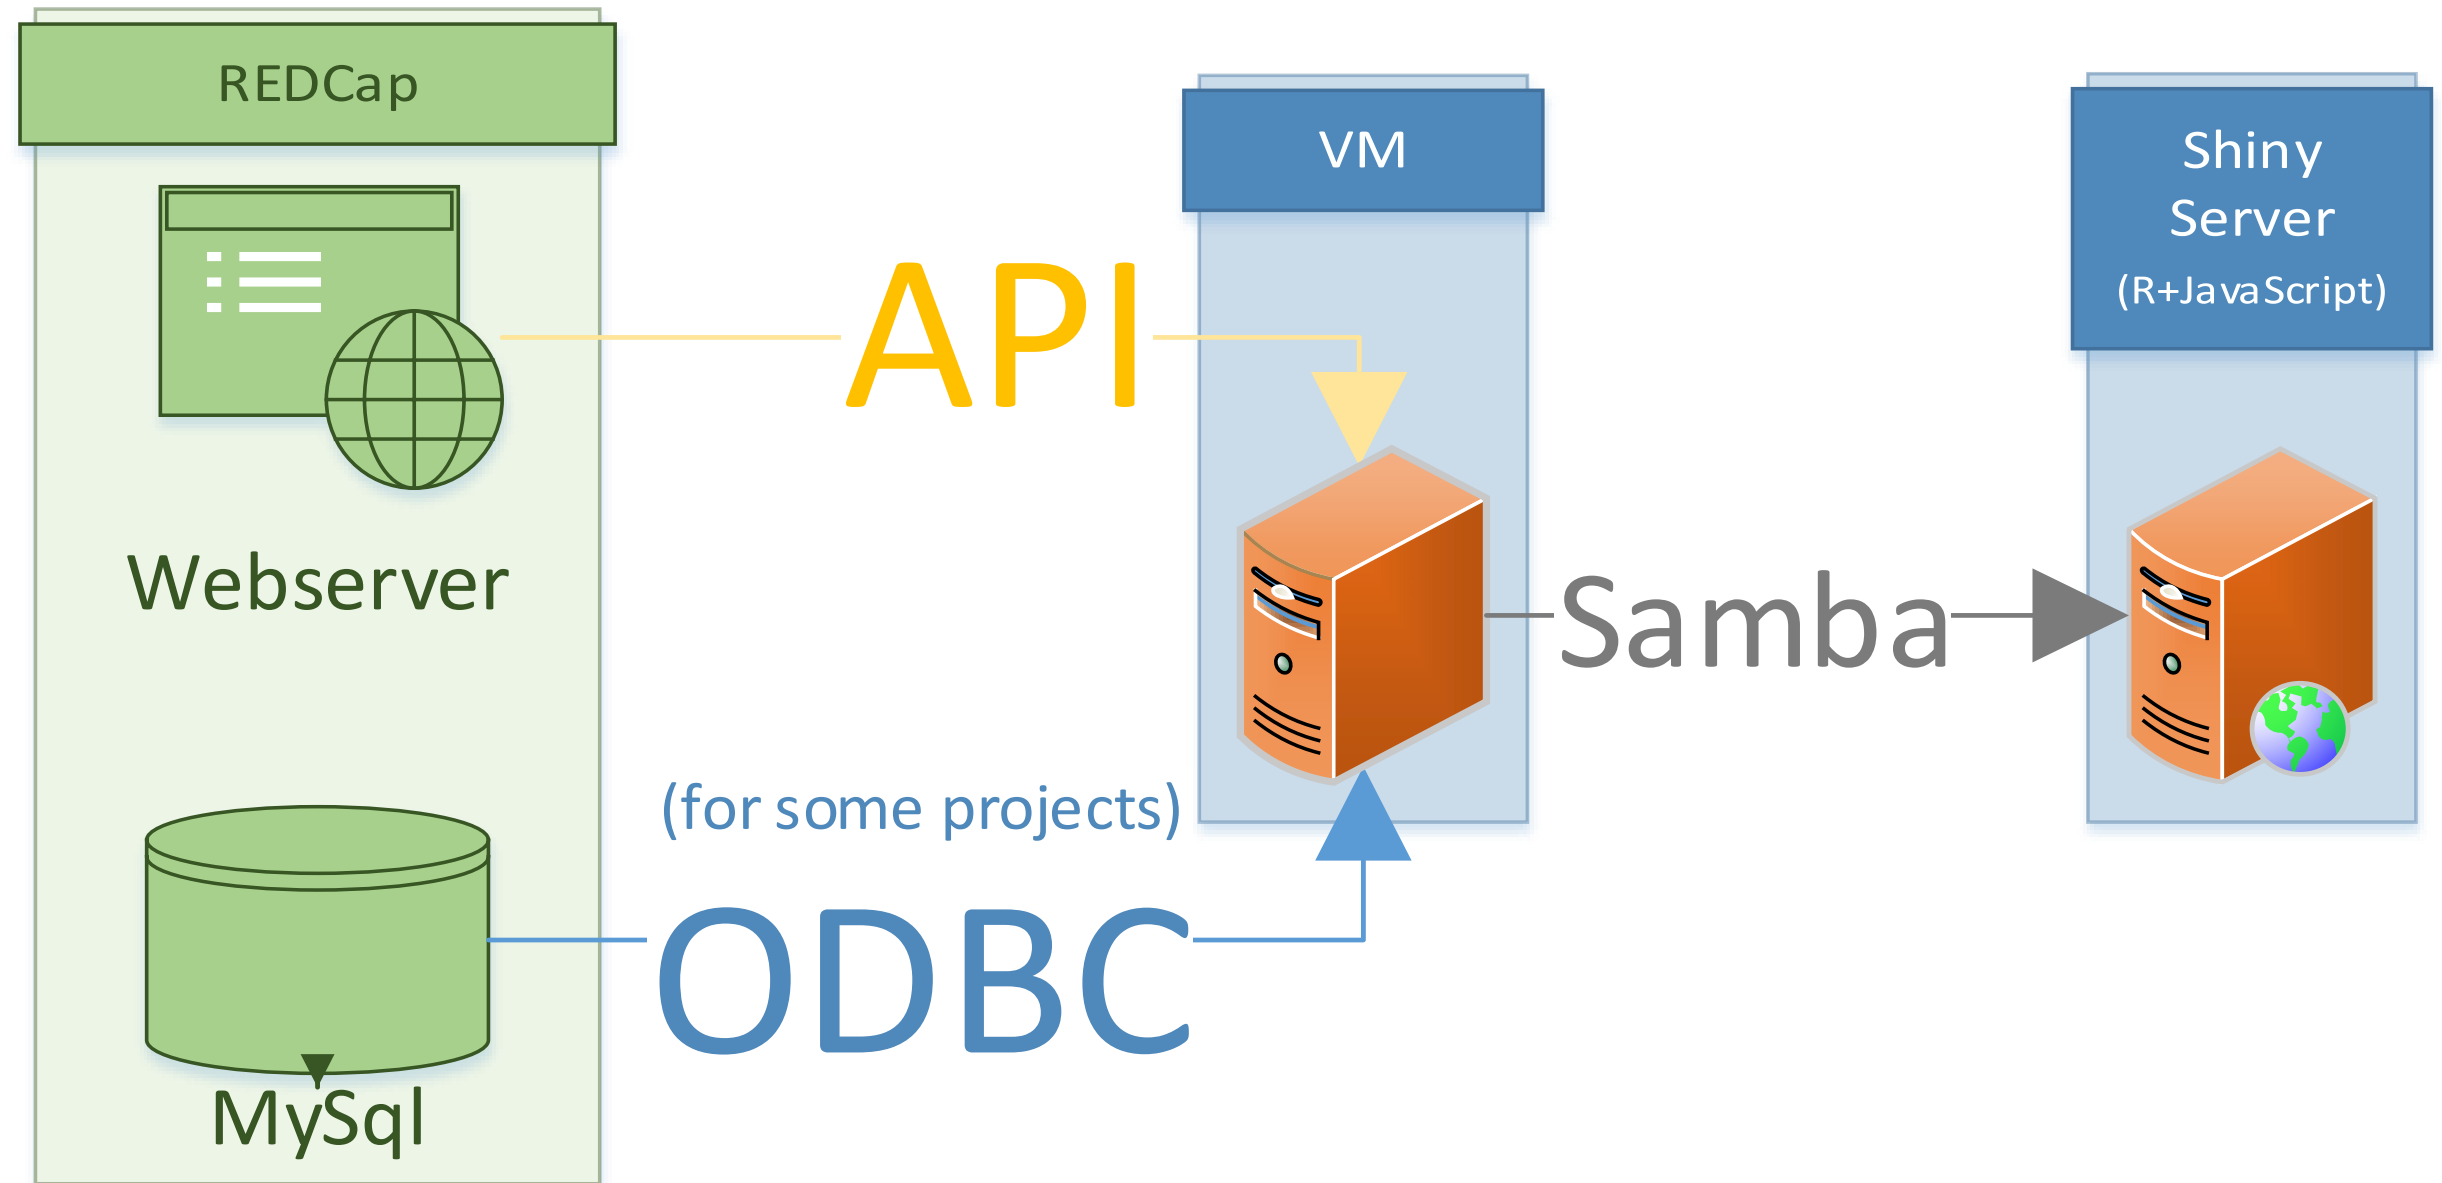 REDCap
Webserver
MySql
API
(for some projects)
ODBC
VM
Samba
Shiny
Server
(R+JavaScript)